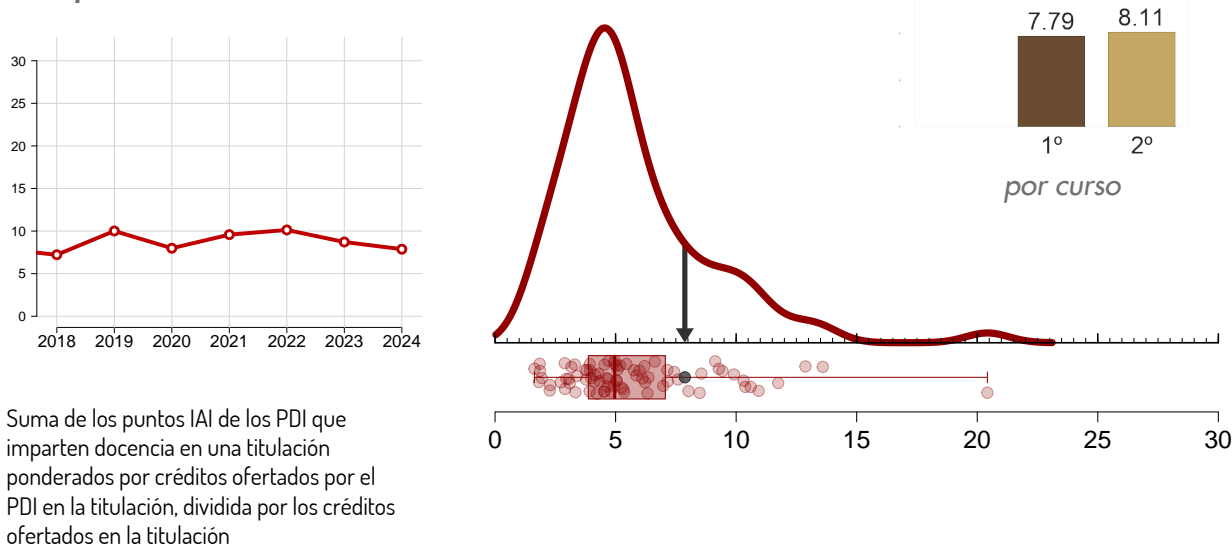 30
25
20
15
10
5
0
2018 2019 2020 2021 2022 2023 2024
Suma de los puntos IAI de los PDI que
imparten docencia en una titulación
ponderados por créditos ofertados por el
PDI en la titulación, dividida por los créditos
ofertados en la titulación
7.79 8.11
1º 2º
por curso
0 5 10 15 20 25 30